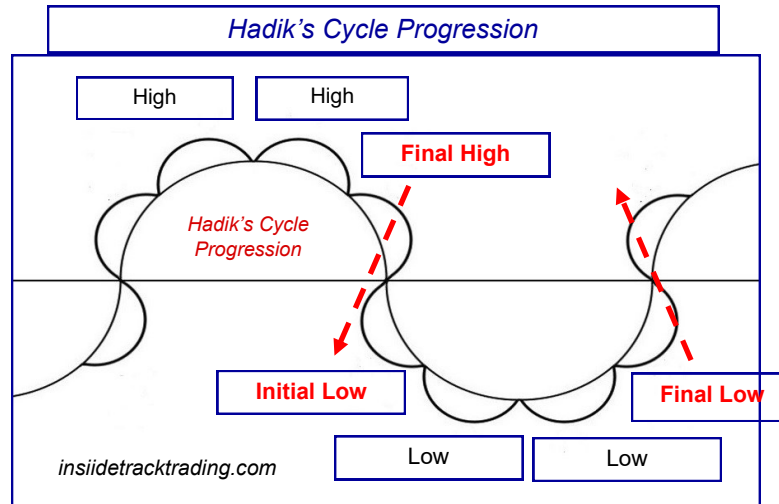 Hadik's Cycle Progression
High
High
Final High
Hadik's Cycle
Progression
Initial Low
Final Low
Low
Low
insiidetracktrading.com